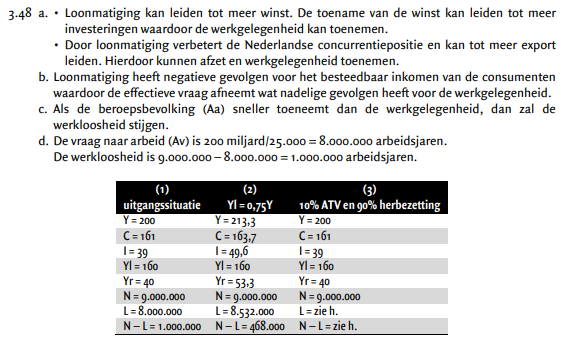 3.48 a. • Loonmatiging kan leiden tot meer winst. De toename van de winst kan leiden tot meer
investeringen waardoor de werkgelegenheid kan toenemen.
• Door loonmatiging verbetert de Nederlandse concurrentiepositie en kan tot meer export
leiden. Hierdoor kunnen afzet en werkgelegenheid toenemen.
b. Loonmatiging heeft negatieve gevolgen voor het besteedbaar inkomen van de consumenten
waardoor de effectieve vraag afneemt wat nadelige gevolgen heeft voor de werkgelegenheid.
c. Als de beroepsbevolking (Aa) sneller toeneemt dan de werkgelegenheid, dan zal de
werkloosheid stijgen.
d. De vraag naar arbeid (Av) is 200 miljard/25.000 = 8.000.000 arbeidsjaren.
De werkloosheid is 9.000.000 – 8.000.000 = 1.000.000 arbeidsjaren.
(1) (2) (3)
uitgangssituatie Yl = 0,75Y 10% ATV en 90% herbezetting
Y = 200 Y = 213,3 Y = 200
C = 161 C = 163,7 C = 161
I = 39 I = 49,6 I = 39
Yl = 160 Yl = 160 Yl = 160
Yr = 40 Yr = 53,3 Yr = 40
N = 9.000.000 N = 9.000.000 N = 9.000.000
L = 8.000.000 L = 8.532.000 L = zie h.
N – L = 1.000.000 N – L = 468.000 N – L = zie h.